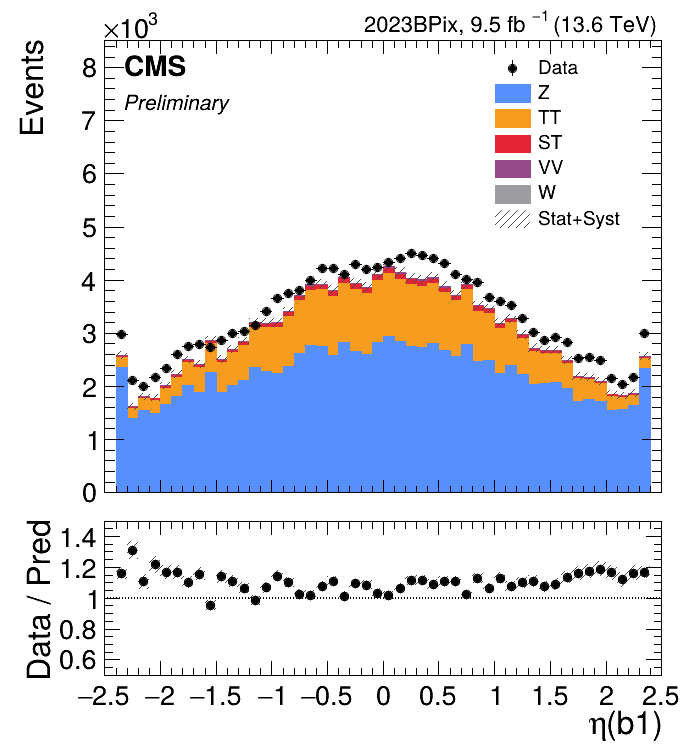 ×10³
2023BPix, 9.5 fb⁻¹ (13.6 TeV)
Events
CMS
Preliminary
Data
Z
TT
ST
VV
W
Stat+Syst
8
7
6
5
4
3
2
1
0
Data / Pred
1.4
1.2
1
0.8
0.6
−2.5 −2 −1.5 −1 −0.5 0 0.5 1 1.5 2 2.5
η(b1)